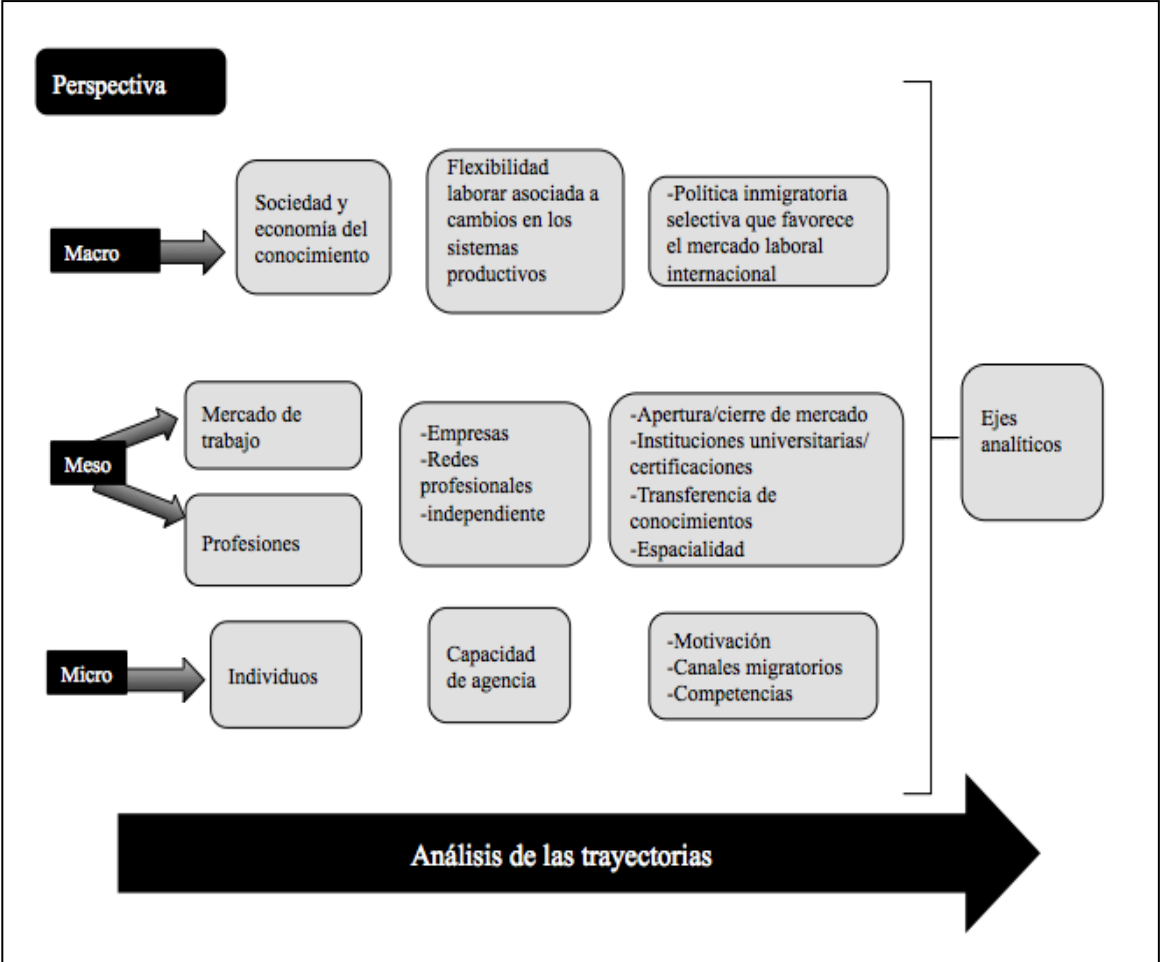 Perspectiva
Macro
Sociedad y
economía del
conocimiento
Flexibilidad
laborar asociada a
cambios en los
sistemas
productivos
-Política inmigratoria
selectiva que favorece
el mercado laboral
internacional
Meso
Mercado de
trabajo
Profesiones
-Empresas
-Redes
profesionales
-independiente
-Apertura/cierre de mercado
-Instituciones universitarias/
certificaciones
-Transferencia de
conocimientos
-Espacialidad
Ejes
analíticos
Micro
Individuos
Capacidad
de agencia
-Motivación
-Canales migratorios
-Competencias
Análisis de las trayectorias